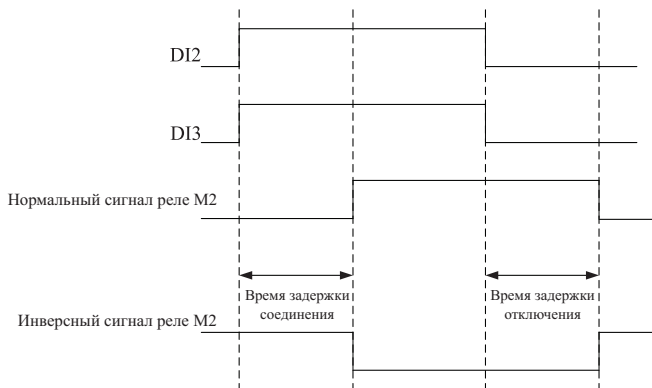 DI2
DI3
Нормальный сигнал реле M2
Время задержки
соединения
Время задержки
отключения
Инверсный сигнал реле M2